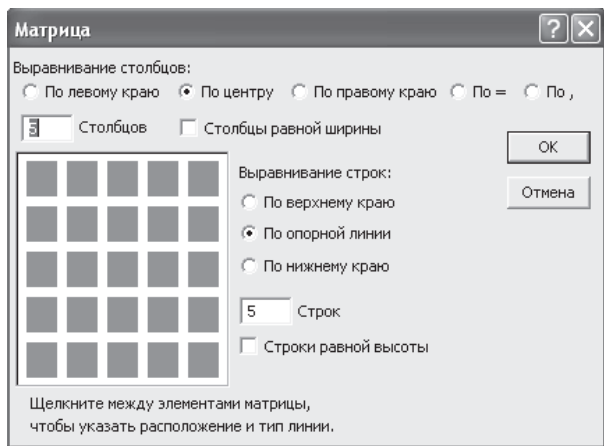 Матрица
Выравнивание столбцов:
По левому краю По центру По правому краю По = По ,
5 Столбцов Столбцы равной ширины
OK
Отмена
Выравнивание строк:
По верхнему краю
По опорной линии
По нижнему краю
5 Строк
Строки равной высоты
Щелкните между элементами матрицы,
чтобы указать расположение и тип линии.